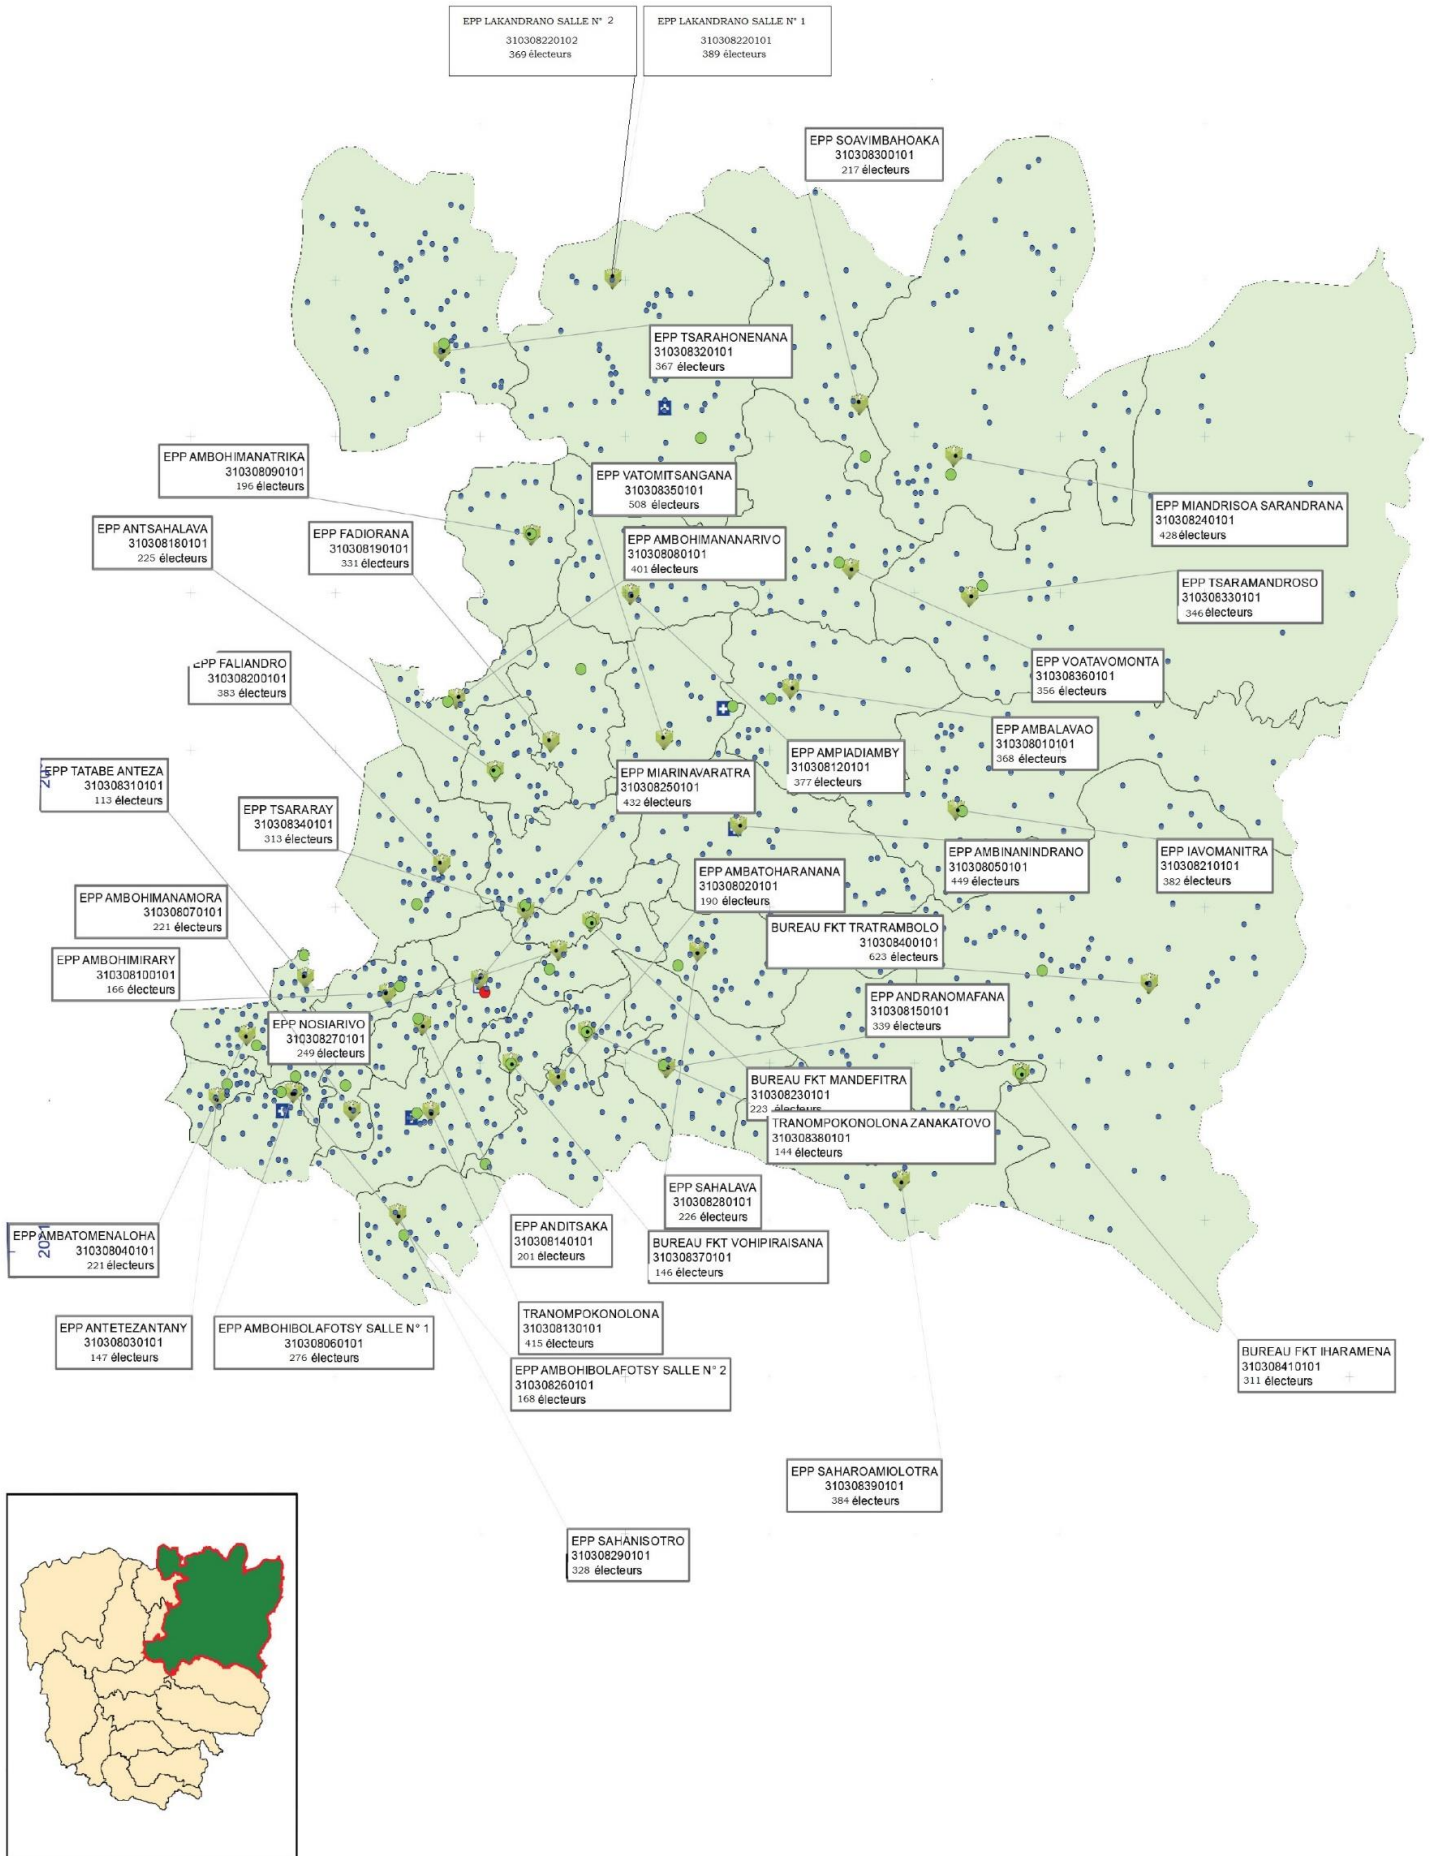 EPP LAKANDRANO SALLE N° 2
310308220102
369 électeurs
EPP LAKANDRANO SALLE N° 1
310308220101
389 électeurs
EPP SOAVIMBAHOAKA
310308300101
217 électeurs
EPP TSARAHONENANA
310308320101
367 électeurs
EPP AMBOHIMANATRIKA
310308090101
196 électeurs
EPP VATOMITSANGANA
310308350101
508 électeurs
EPP MIANDRISOA SARANDRANA
310308240101
428 électeurs
EPP ANTSAHALAVA
310308180101
225 électeurs
EPP FADIORANA
310308190101
331 électeurs
EPP AMBOHIMANANARIVO
310308080101
401 électeurs
EPP TSARAMANDROSO
310308330101
346 électeurs
EPP FALIANDRO
310308200101
383 électeurs
EPP VOATAVOMONTA
310308360101
356 électeurs
EPP AMBALAVAO
310308010101
368 électeurs
EPP AMPIADIAMBY
310308120101
377 électeurs
EPP TATABE ANTEZA
310308310101
113 électeurs
EPP MIARINAVARATRA
310308250101
432 électeurs
EPP TSARARAY
310308340101
313 électeurs
EPP AMBINANINDRANO
310308050101
449 électeurs
EPP IAVOMANITRA
310308210101
382 électeurs
EPP AMBATOHARANANA
310308020101
190 électeurs
EPP AMBOHIMANAMORA
310308070101
221 électeurs
BUREAU FKT TRATRAMBOLO
310308400101
623 électeurs
EPP AMBOHIMIRARY
310308100101
166 électeurs
EPP ANDRANOMAFANA
310308150101
339 électeurs
EPP NOSIARIVO
310308270101
249 électeurs
BUREAU FKT MANDEFITRA
310308230101
223 électeurs
TRANOMPOKONOLONA ZANAKATOVO
310308380101
144 électeurs
EPP SAHALAVA
310308280101
226 électeurs
EPP AMBATOMENALOHA
310308040101
221 électeurs
2021
EPP ANDITSAKA
310308140101
201 électeurs
BUREAU FKT VOHIPIRAISANA
310308370101
146 électeurs
EPP ANTETEZANTANY
310308030101
147 électeurs
EPP AMBOHIBOLAFOTSY SALLE N° 1
310308060101
276 électeurs
TRANOMPOKONOLONA
310308130101
415 électeurs
EPP AMBOHIBOLAFOTSY SALLE N° 2
310308260101
168 électeurs
BUREAU FKT IHARAMENA
310308410101
311 électeurs
EPP SAHAROAMIOLOTRA
310308390101
384 électeurs
EPP SAHANISOTRO
310308290101
328 électeurs